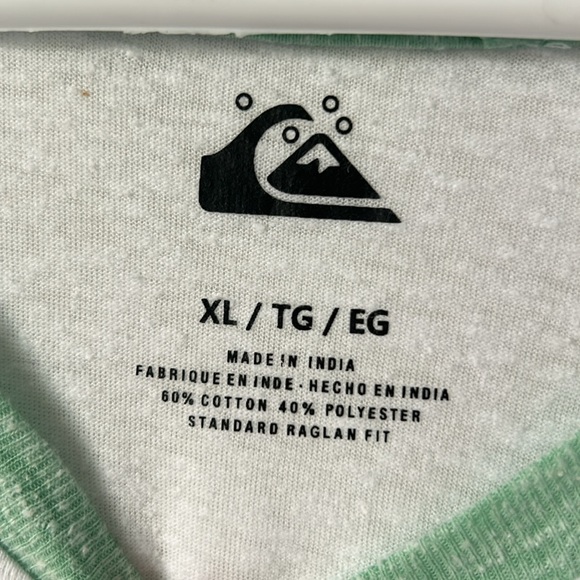 XL / TG / EG
MADE IN INDIA
FABRIQUE EN INDE · HECHO EN INDIA
60% COTTON 40% POLYESTER
STANDARD RAGLAN FIT